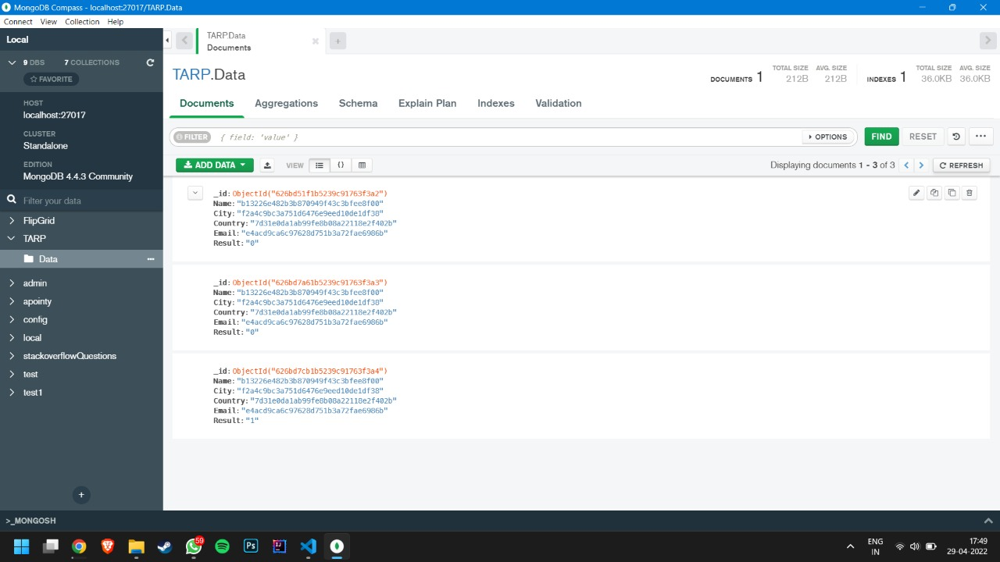 MongoDB Compass - localhost:27017/TARP.Data
Connect View Collection Help
Local
9 DBS 7 COLLECTIONS
FAVORITE
HOST
localhost:27017
CLUSTER
Standalone
EDITION
MongoDB 4.4.3 Community
Filter your data
FlipGrid
TARP
Data
admin
apointy
config
local
stackoverflowQuestions
test
test1
TARP.Data
Documents
TARP.Data
DOCUMENTS 1 TOTAL SIZE 212B AVG. SIZE 212B INDEXES 1 TOTAL SIZE 36.0KB AVG. SIZE 36.0KB
Documents Aggregations Schema Explain Plan Indexes Validation
FILTER { field: 'value' } OPTIONS FIND RESET
ADD DATA VIEW {} Displaying documents 1 - 3 of 3 REFRESH
_id:ObjectId("626bd51f1b5239c91763f3a2")
Name:"b13226e482b3b870949f43c3bfee8f00"
City:"f2a4c9bc3a751d6476e9eed10de1df38"
Country:"7d31e0da1ab99fe8b08a22118e2f402b"
Email:"e4acd9ca6c97628d751b3a72fae6986b"
Result:"0"
_id:ObjectId("626bd7a61b5239c91763f3a3")
Name:"b13226e482b3b870949f43c3bfee8f00"
City:"f2a4c9bc3a751d6476e9eed10de1df38"
Country:"7d31e0da1ab99fe8b08a22118e2f402b"
Email:"e4acd9ca6c97628d751b3a72fae6986b"
Result:"0"
_id:ObjectId("626bd7cb1b5239c91763f3a4")
Name:"b13226e482b3b870949f43c3bfee8f00"
City:"f2a4c9bc3a751d6476e9eed10de1df38"
Country:"7d31e0da1ab99fe8b08a22118e2f402b"
Email:"e4acd9ca6c97628d751b3a72fae6986b"
Result:"1"
>_MONGOSH
59
Ps
IJ
ENG
IN
17:49
29-04-2022